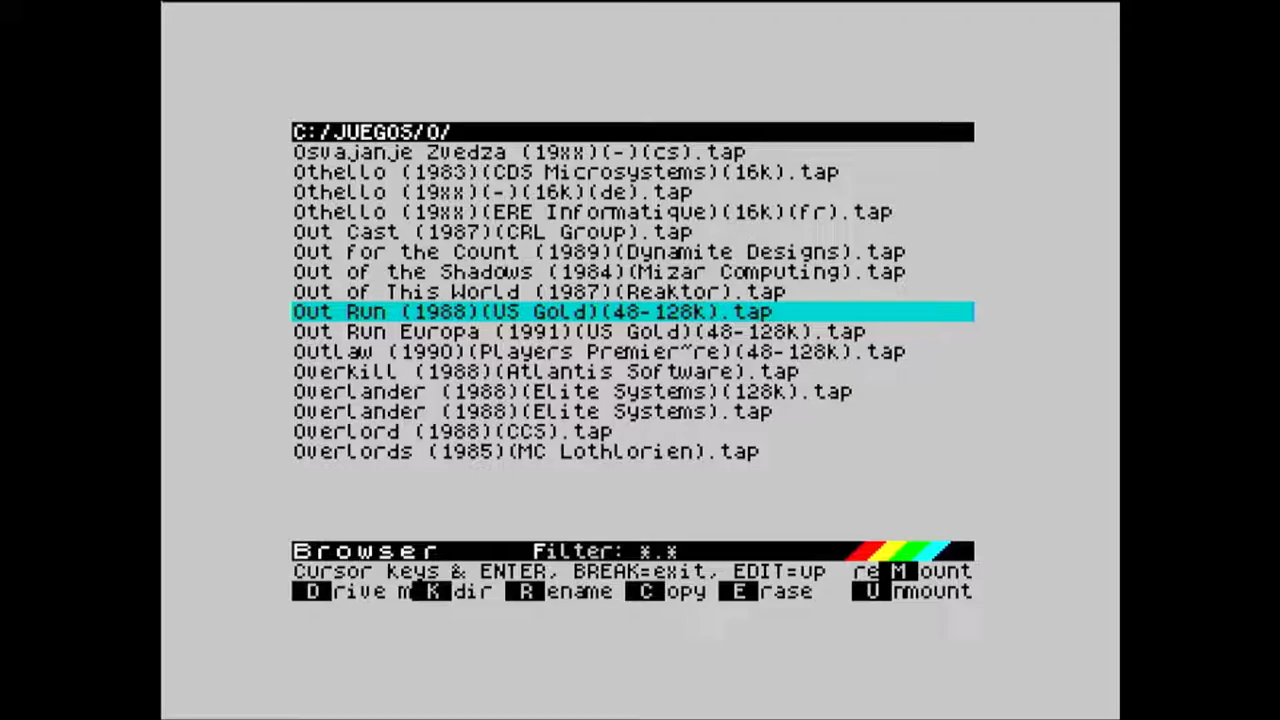 C:/JUEGOS/O/
Osvajanje Zvedza (19xx)(-)(cs).tap
Othello (1983)(CDS Microsystems)(16k).tap
Othello (19xx)(-)(16k)(de).tap
Othello (19xx)(ERE Informatique)(16k)(fr).tap
Out Cast (1987)(CRL Group).tap
Out for the Count (1989)(Dynamite Designs).tap
Out of the Shadows (1984)(Mizar Computing).tap
Out of This World (1987)(Reaktor).tap
Out Run (1988)(US Gold)(48-128k).tap
Out Run Europa (1991)(US Gold)(48-128k).tap
Outlaw (1990)(Players Premier~re)(48-128k).tap
Overkill (1988)(Atlantis Software).tap
Overlander (1988)(Elite Systems)(128k).tap
Overlander (1988)(Elite Systems).tap
Overlord (1988)(CCS).tap
Overlords (1985)(MC Lothlorien).tap
Browser Filter: *.*
Cursor keys & ENTER, BREAK=exit, EDIT=up reMount
Drive mKdir Rename Copy Erase Unmount